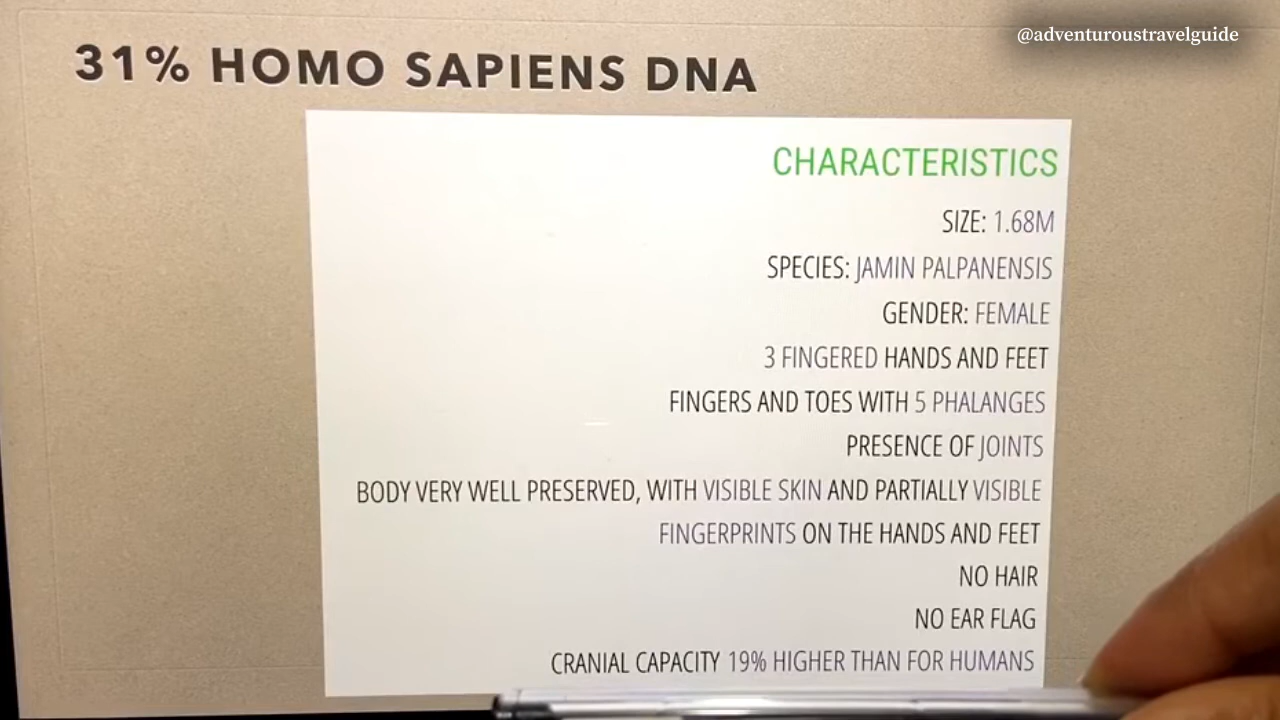 @adventuroustravelguide
31% HOMO SAPIENS DNA
CHARACTERISTICS
SIZE: 1.68M
SPECIES: JAMIN PALPANENSIS
GENDER: FEMALE
3 FINGERED HANDS AND FEET
FINGERS AND TOES WITH 5 PHALANGES
PRESENCE OF JOINTS
BODY VERY WELL PRESERVED, WITH VISIBLE SKIN AND PARTIALLY VISIBLE
FINGERPRINTS ON THE HANDS AND FEET
NO HAIR
NO EAR FLAG
CRANIAL CAPACITY 19% HIGHER THAN FOR HUMANS